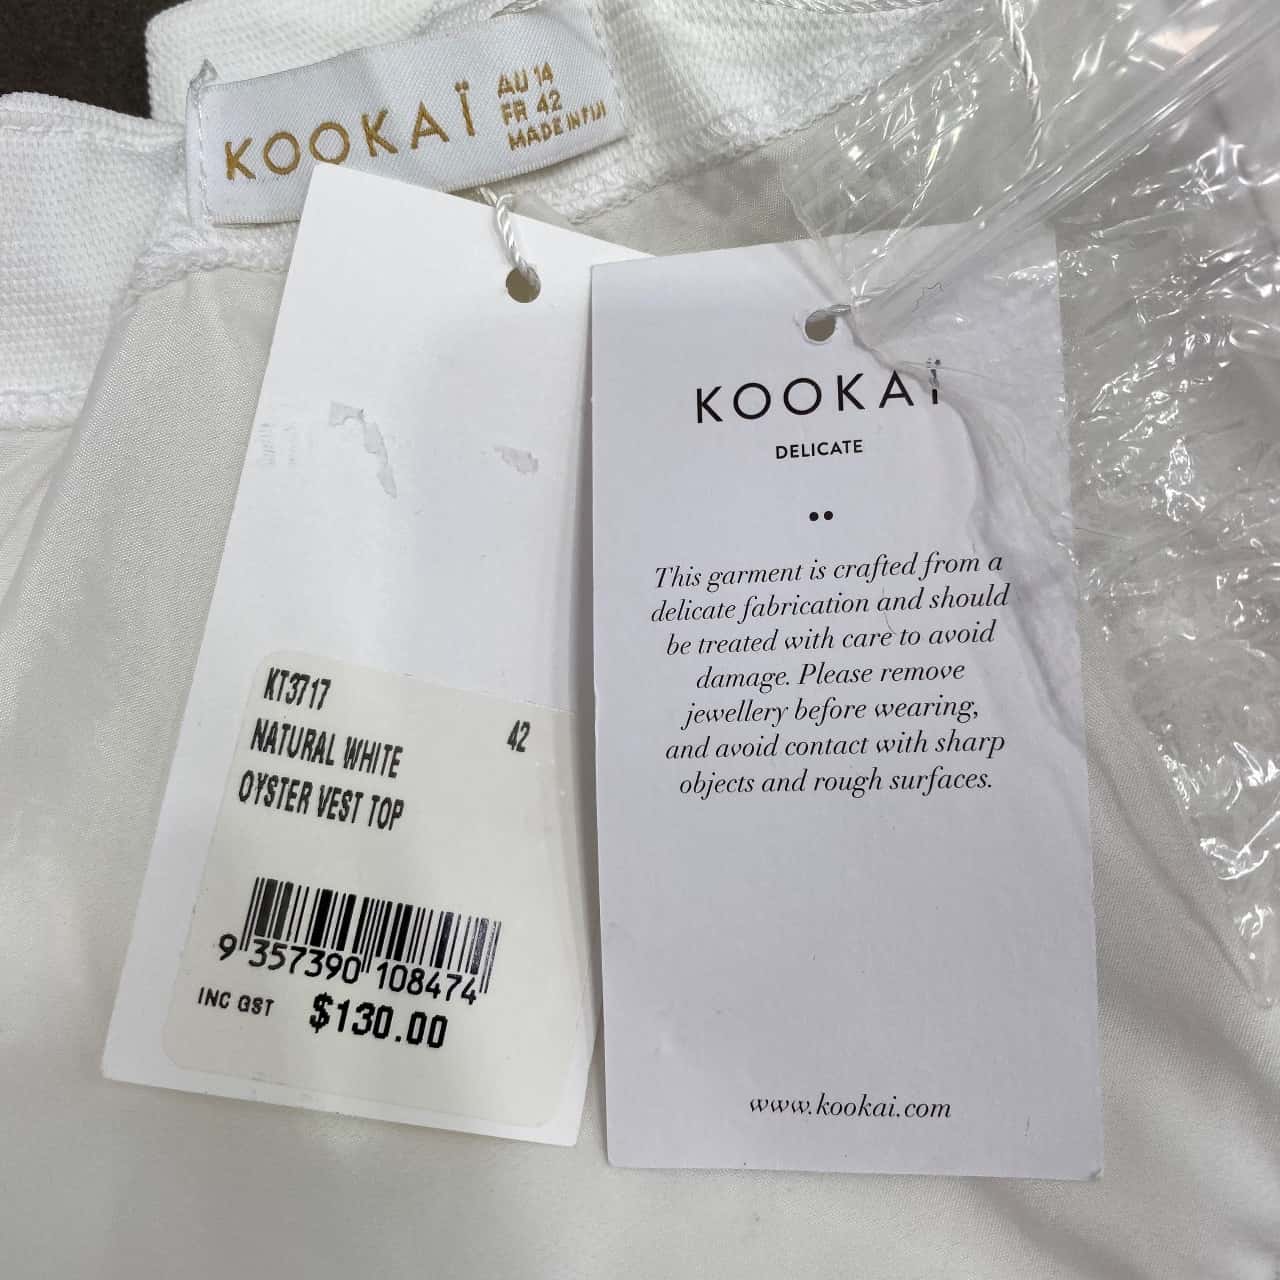 KOOKAÏ
AU 14
FR 42
MADE IN FIJI
KT3717
NATURAL WHITE 42
OYSTER VEST TOP
9 357390 108474
INC GST $130.00
KOOKAÏ
DELICATE
This garment is crafted from a
delicate fabrication and should
be treated with care to avoid
damage. Please remove
jewellery before wearing,
and avoid contact with sharp
objects and rough surfaces.
www.kookai.com